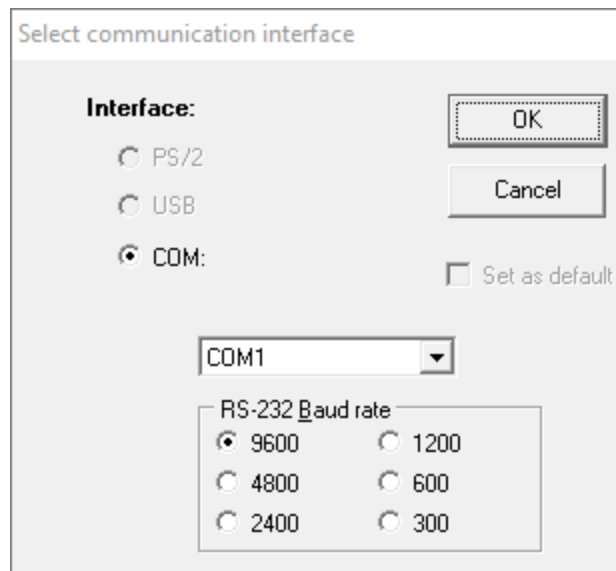 Select communication interface
Interface:
OK
PS/2
Cancel
USB
COM:
Set as default
COM1
RS-232 Baud rate
9600 1200
4800 600
2400 300